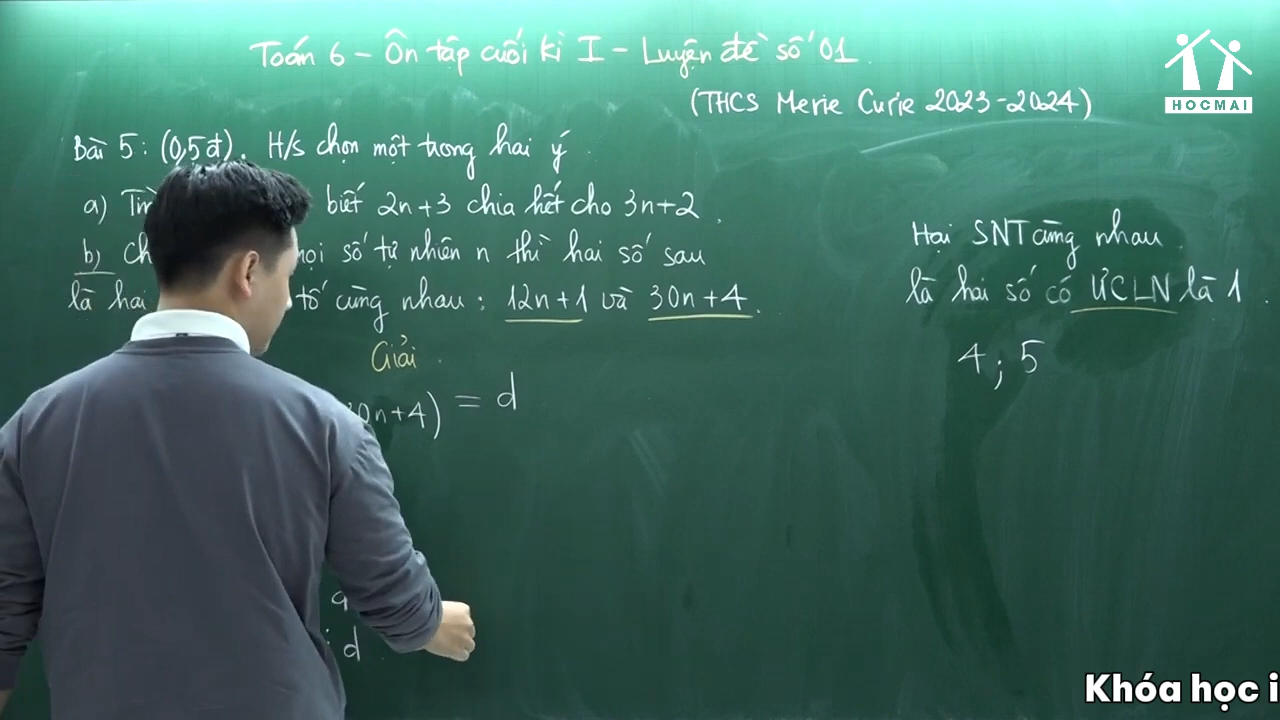 Toán 6 - Ôn tập cuối kì I - Luyện đề số 01
(THCS Merie Curie 2023-2024)
HOCMAI
Bài 5: (0,5đ). H/s chọn một trong hai ý
a) biết 2n+3 chia hết cho 3n+2.
b) số tự nhiên n thì hai số sau
là hai tố cùng nhau: 12n+1 và 30n+4.
Giải.
0n+4) = d
d.
Hai SNT cùng nhau.
là hai số có ƯCLN là 1.
4; 5
Khóa học